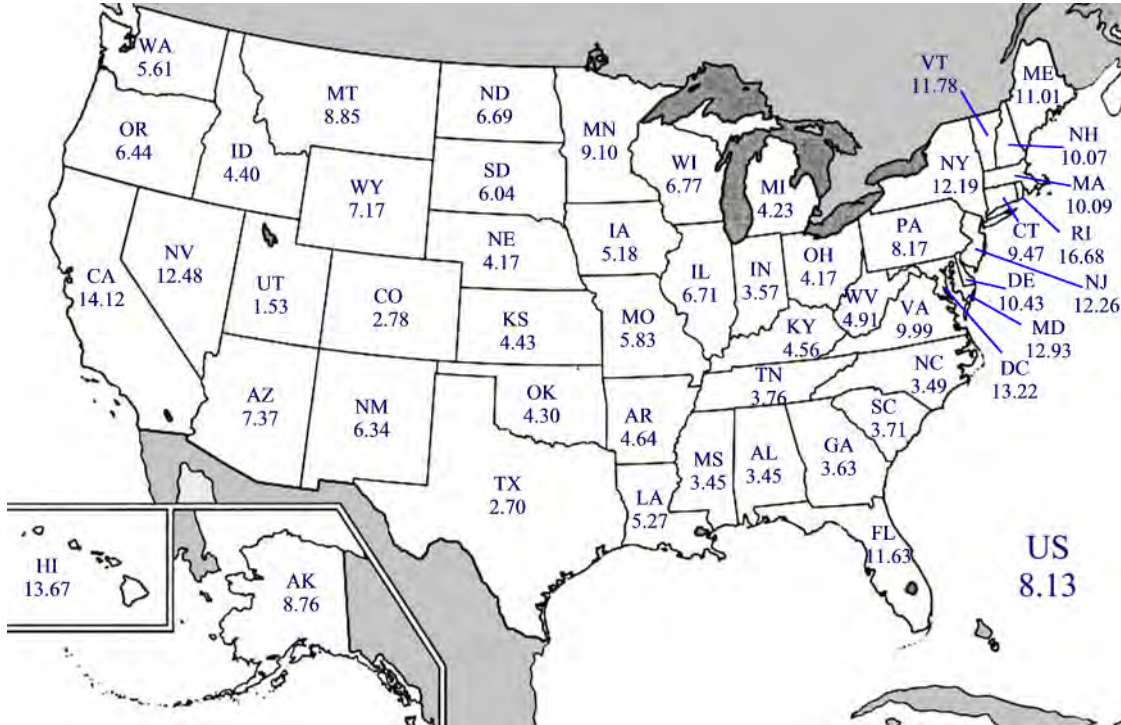 WA
5.61
MT
8.85
ND
6.69
MN
9.10
VT
11.78
ME
11.01
OR
6.44
ID
4.40
WY
7.17
SD
6.04
WI
6.77
MI
4.23
NY
12.19
NH
10.07
MA
10.09
CA
14.12
NV
12.48
UT
1.53
CO
2.78
NE
4.17
IA
5.18
IL
6.71
IN
3.57
OH
4.17
PA
8.17
CT
9.47
RI
16.68
KS
4.43
MO
5.83
KY
4.56
WV
4.91
VA
9.99
DE
10.43
NJ
12.26
MD
12.93
DC
13.22
AZ
7.37
NM
6.34
OK
4.30
AR
4.64
TN
3.76
NC
3.49
SC
3.71
TX
2.70
LA
5.27
MS
3.45
AL
3.45
GA
3.63
FL
11.63
HI
13.67
AK
8.76
US
8.13